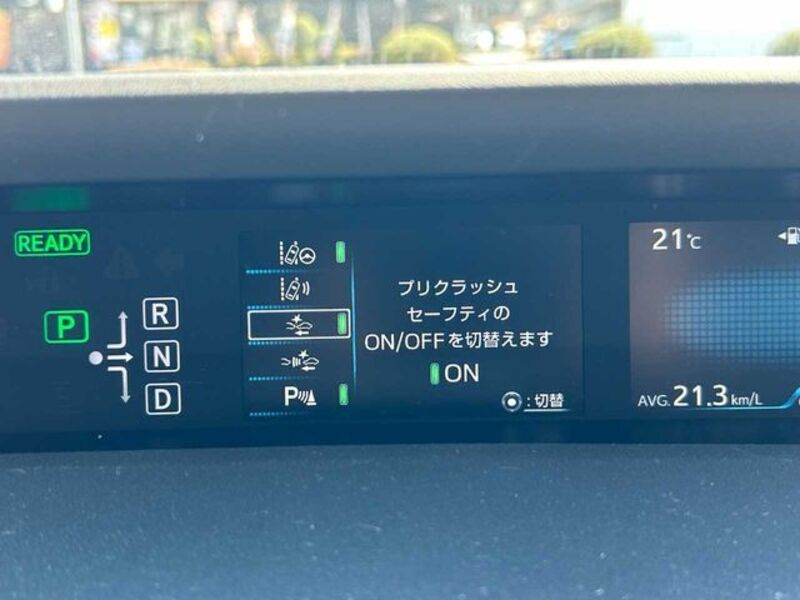 READY
P
R
N
D
P
プリクラッシュ
セーフティの
ON/OFFを切替えます
ON
:切替
21℃
AVG. 21.3 km/L